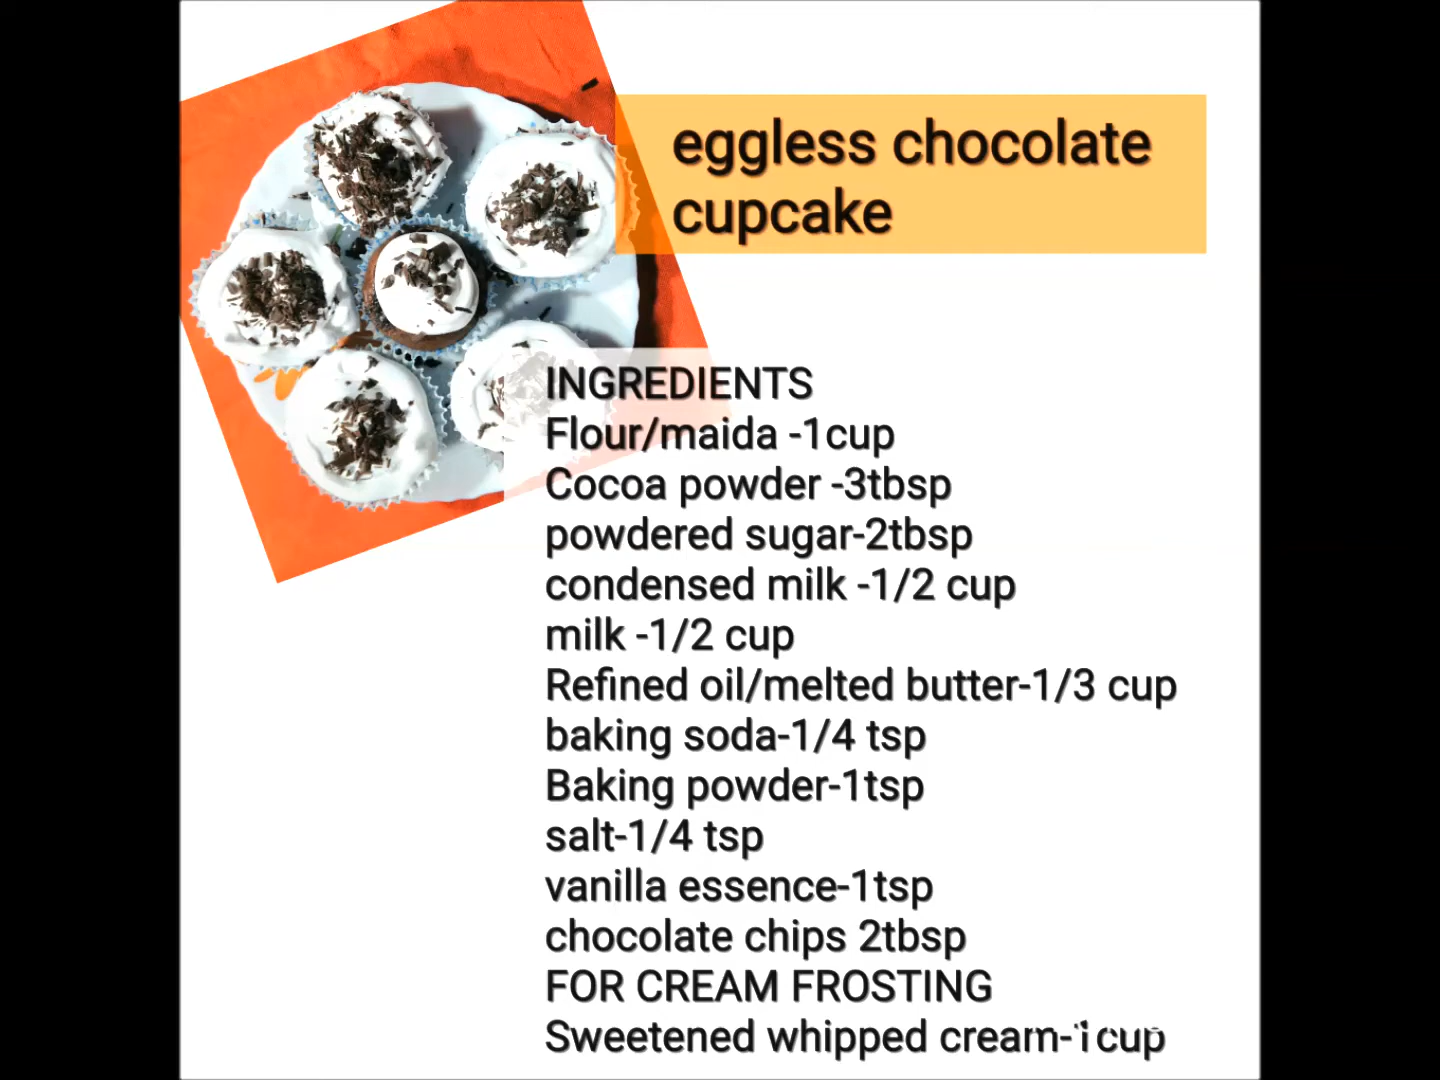 eggless chocolate
cupcake
INGREDIENTS
Flour/maida -1cup
Cocoa powder -3tbsp
powdered sugar-2tbsp
condensed milk -1/2 cup
milk -1/2 cup
Refined oil/melted butter-1/3 cup
baking soda-1/4 tsp
Baking powder-1tsp
salt-1/4 tsp
vanilla essence-1tsp
chocolate chips 2tbsp
FOR CREAM FROSTING
Sweetened whipped cream-1cup